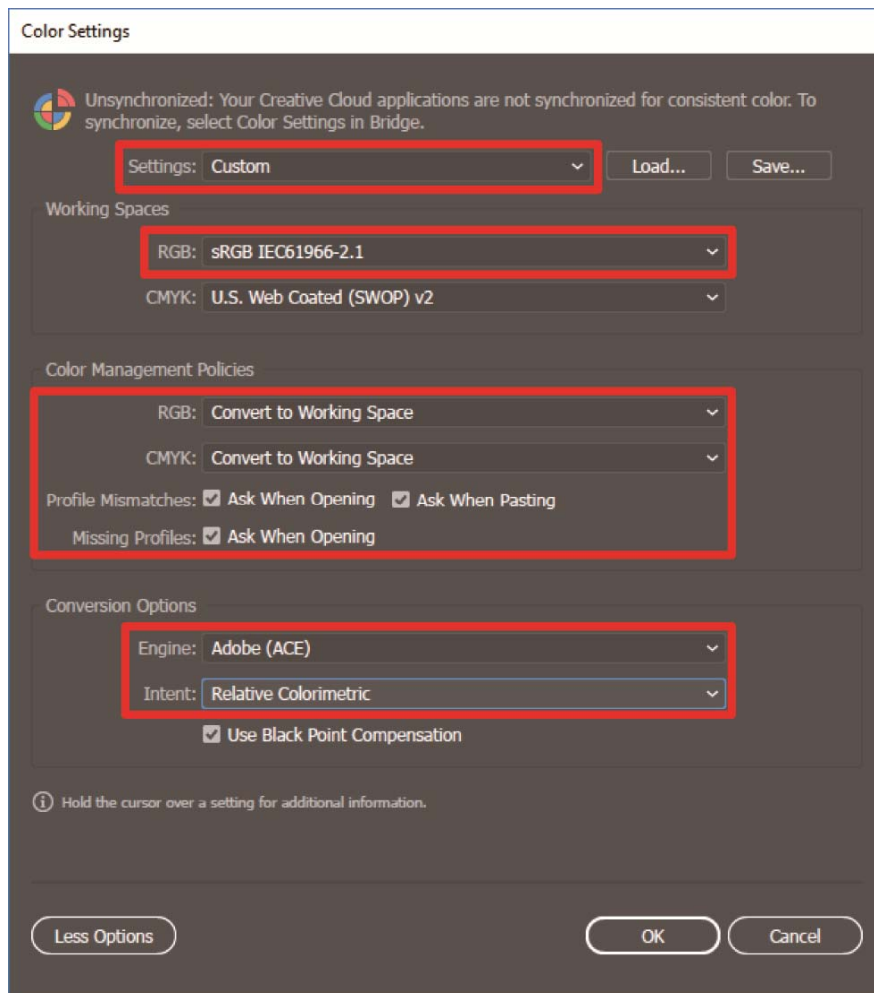 Color Settings
Unsynchronized: Your Creative Cloud applications are not synchronized for consistent color. To
synchronize, select Color Settings in Bridge.
Settings: Custom Load... Save...
Working Spaces
RGB: sRGB IEC61966-2.1
CMYK: U.S. Web Coated (SWOP) v2
Color Management Policies
RGB: Convert to Working Space
CMYK: Convert to Working Space
Profile Mismatches: Ask When Opening Ask When Pasting
Missing Profiles: Ask When Opening
Conversion Options
Engine: Adobe (ACE)
Intent: Relative Colorimetric
Use Black Point Compensation
Hold the cursor over a setting for additional information.
Less Options OK Cancel